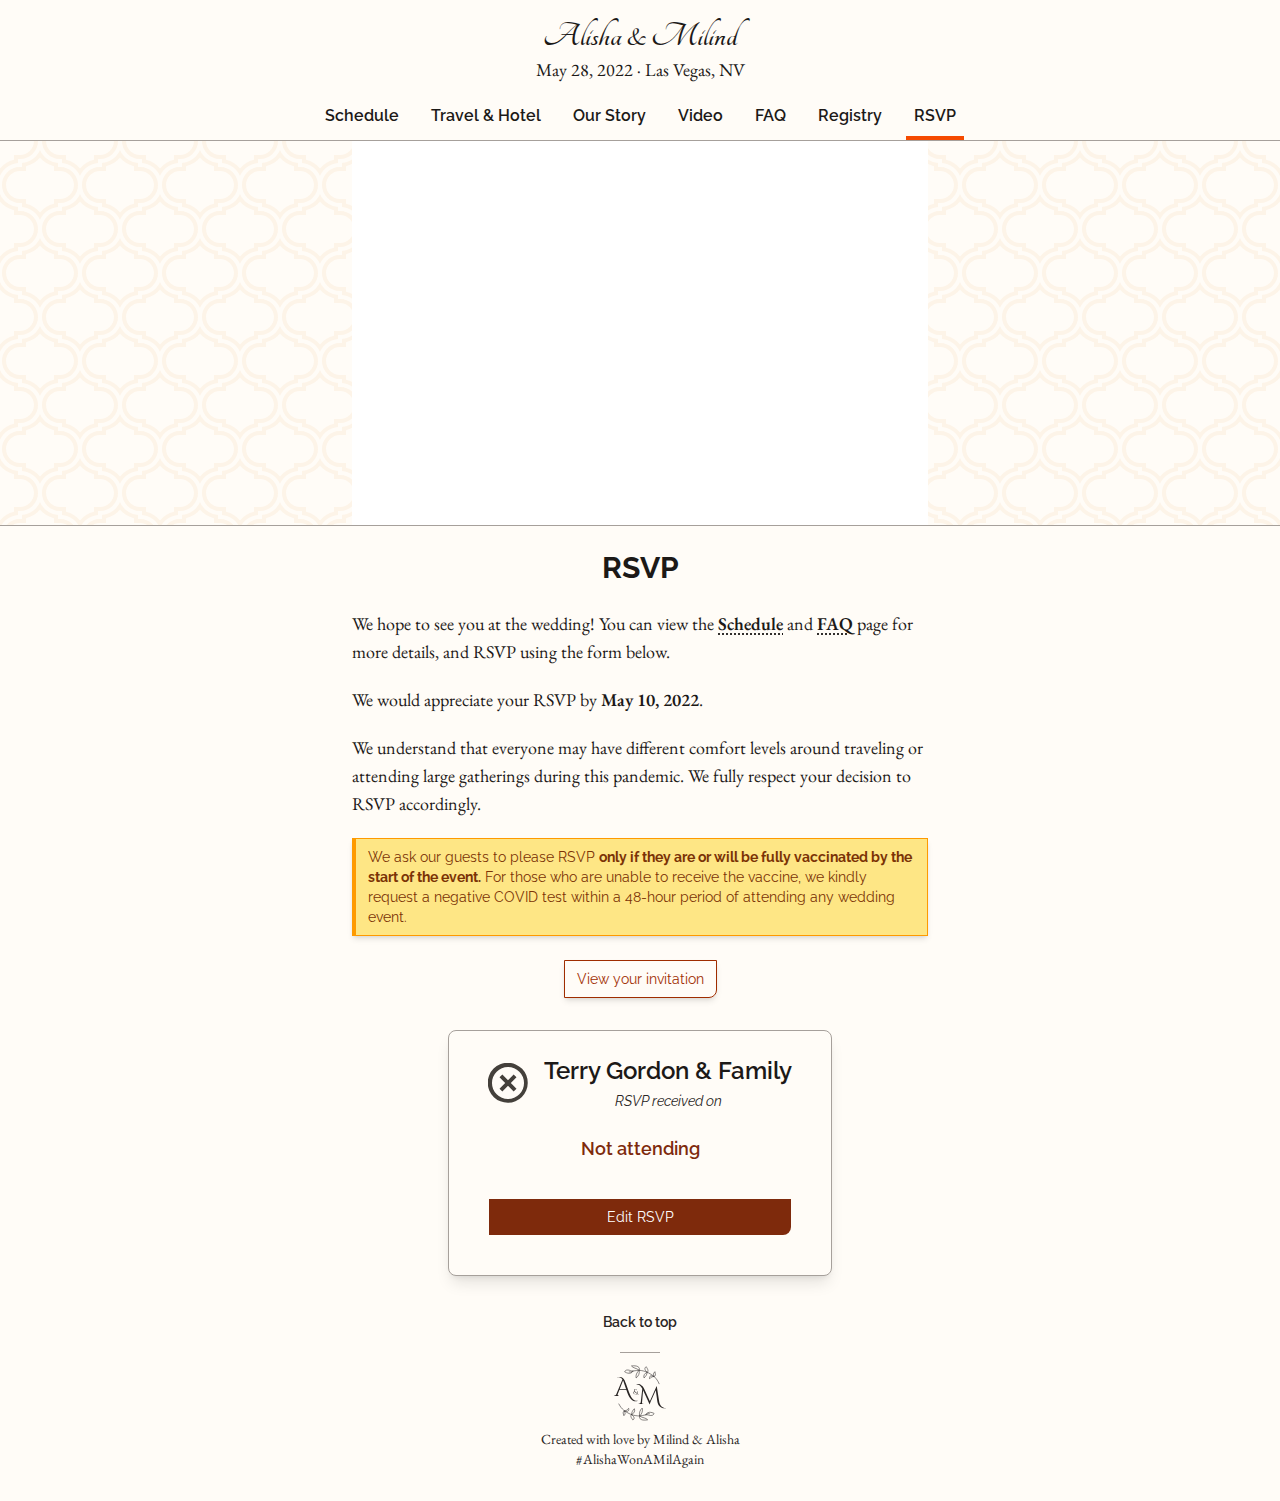 Alisha & Milind
May 28, 2022 · Las Vegas, NV
Schedule Travel & Hotel Our Story Video FAQ Registry RSVP
RSVP
We hope to see you at the wedding! You can view the Schedule and FAQ page for
more details, and RSVP using the form below.
We would appreciate your RSVP by May 10, 2022.
We understand that everyone may have different comfort levels around traveling or
attending large gatherings during this pandemic. We fully respect your decision to
RSVP accordingly.
We ask our guests to please RSVP only if they are or will be fully vaccinated by the
start of the event. For those who are unable to receive the vaccine, we kindly
request a negative COVID test within a 48-hour period of attending any wedding
event.
View your invitation
Terry Gordon & Family
RSVP received on
Not attending
Edit RSVP
Back to top
A&M
Created with love by Milind & Alisha
#AlishaWonAMilAgain